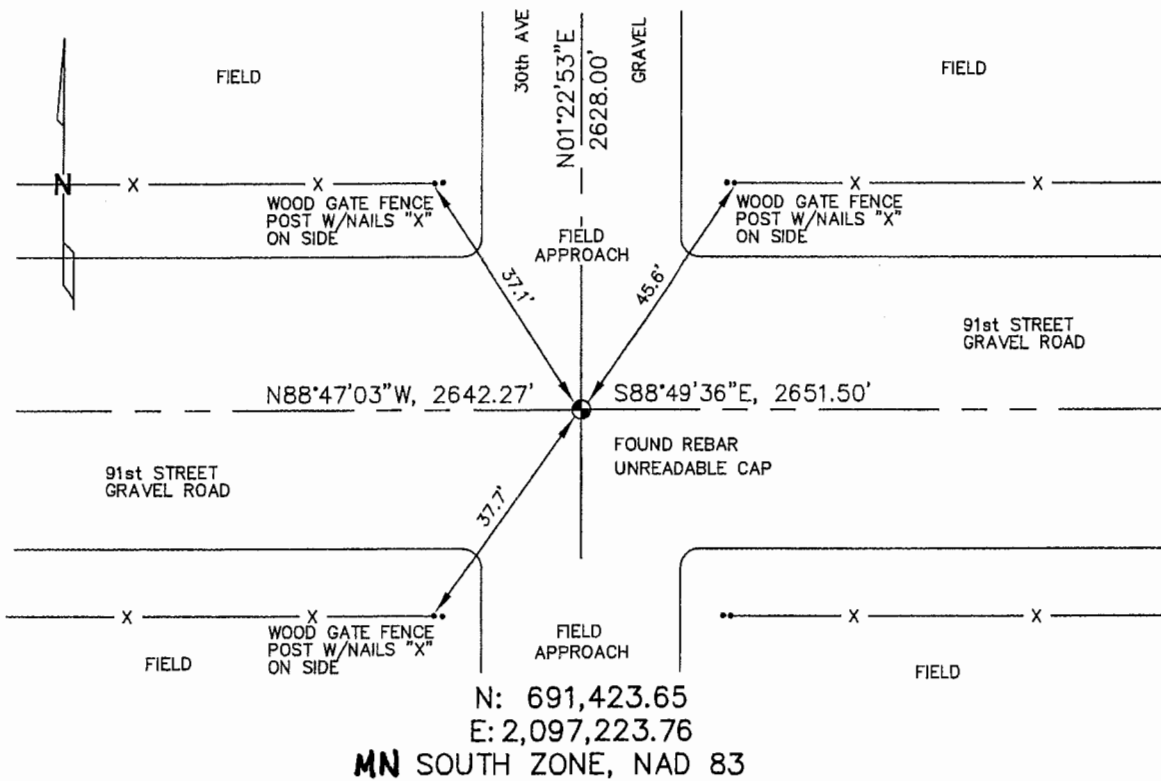 FIELD
30th AVE
N01°22'53"E
2628.00'
GRAVEL
FIELD
N
X
X
WOOD GATE FENCE
POST W/NAILS "X"
ON SIDE
X
X
WOOD GATE FENCE
POST W/NAILS "X"
ON SIDE
FIELD
APPROACH
37.1'
45.6'
91st STREET
GRAVEL ROAD
N88°47'03"W, 2642.27'
S88°49'36"E, 2651.50'
FOUND REBAR
UNREADABLE CAP
91st STREET
GRAVEL ROAD
37.7'
X
X
WOOD GATE FENCE
POST W/NAILS "X"
ON SIDE
FIELD
FIELD
APPROACH
X
X
FIELD
N: 691,423.65
E: 2,097,223.76
MN SOUTH ZONE, NAD 83